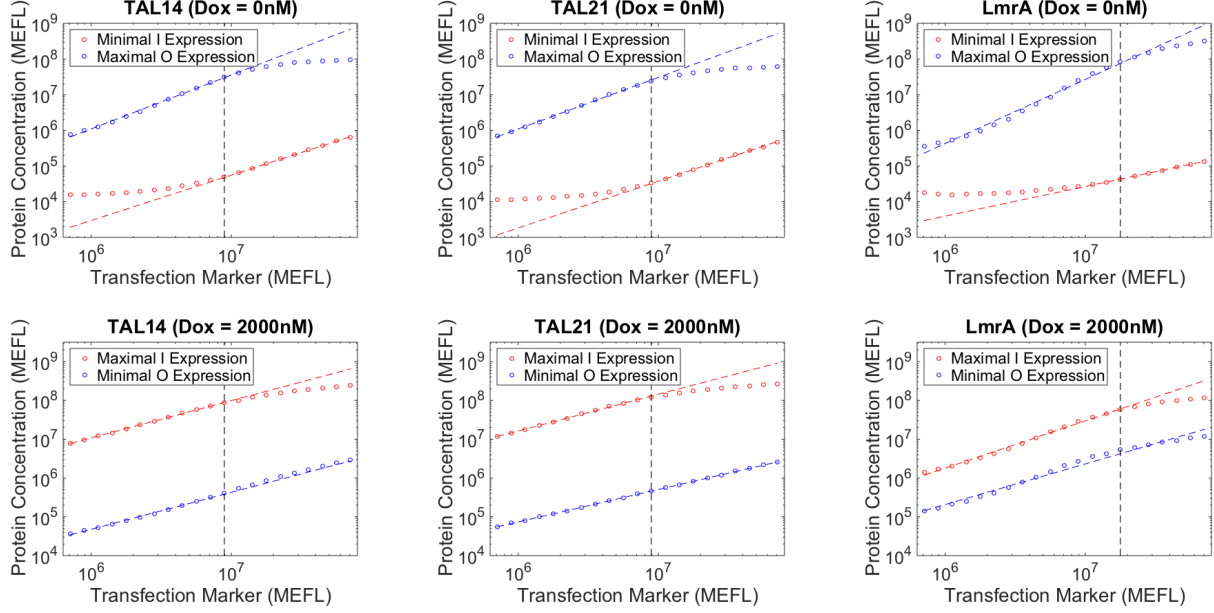 TAL14 (Dox = 0nM)
Protein Concentration (MEFL)
10^9
10^8
10^7
10^6
10^5
10^4
10^3
Minimal I Expression
Maximal O Expression
10^6
10^7
Transfection Marker (MEFL)
TAL21 (Dox = 0nM)
Protein Concentration (MEFL)
10^9
10^8
10^7
10^6
10^5
10^4
10^3
Minimal I Expression
Maximal O Expression
10^6
10^7
Transfection Marker (MEFL)
LmrA (Dox = 0nM)
Protein Concentration (MEFL)
10^9
10^8
10^7
10^6
10^5
10^4
10^3
Minimal I Expression
Maximal O Expression
10^6
10^7
Transfection Marker (MEFL)
TAL14 (Dox = 2000nM)
Protein Concentration (MEFL)
10^9
10^8
10^7
10^6
10^5
10^4
Maximal I Expression
Minimal O Expression
10^6
10^7
Transfection Marker (MEFL)
TAL21 (Dox = 2000nM)
Protein Concentration (MEFL)
10^9
10^8
10^7
10^6
10^5
10^4
Maximal I Expression
Minimal O Expression
10^6
10^7
Transfection Marker (MEFL)
LmrA (Dox = 2000nM)
Protein Concentration (MEFL)
10^9
10^8
10^7
10^6
10^5
10^4
Maximal I Expression
Minimal O Expression
10^6
10^7
Transfection Marker (MEFL)